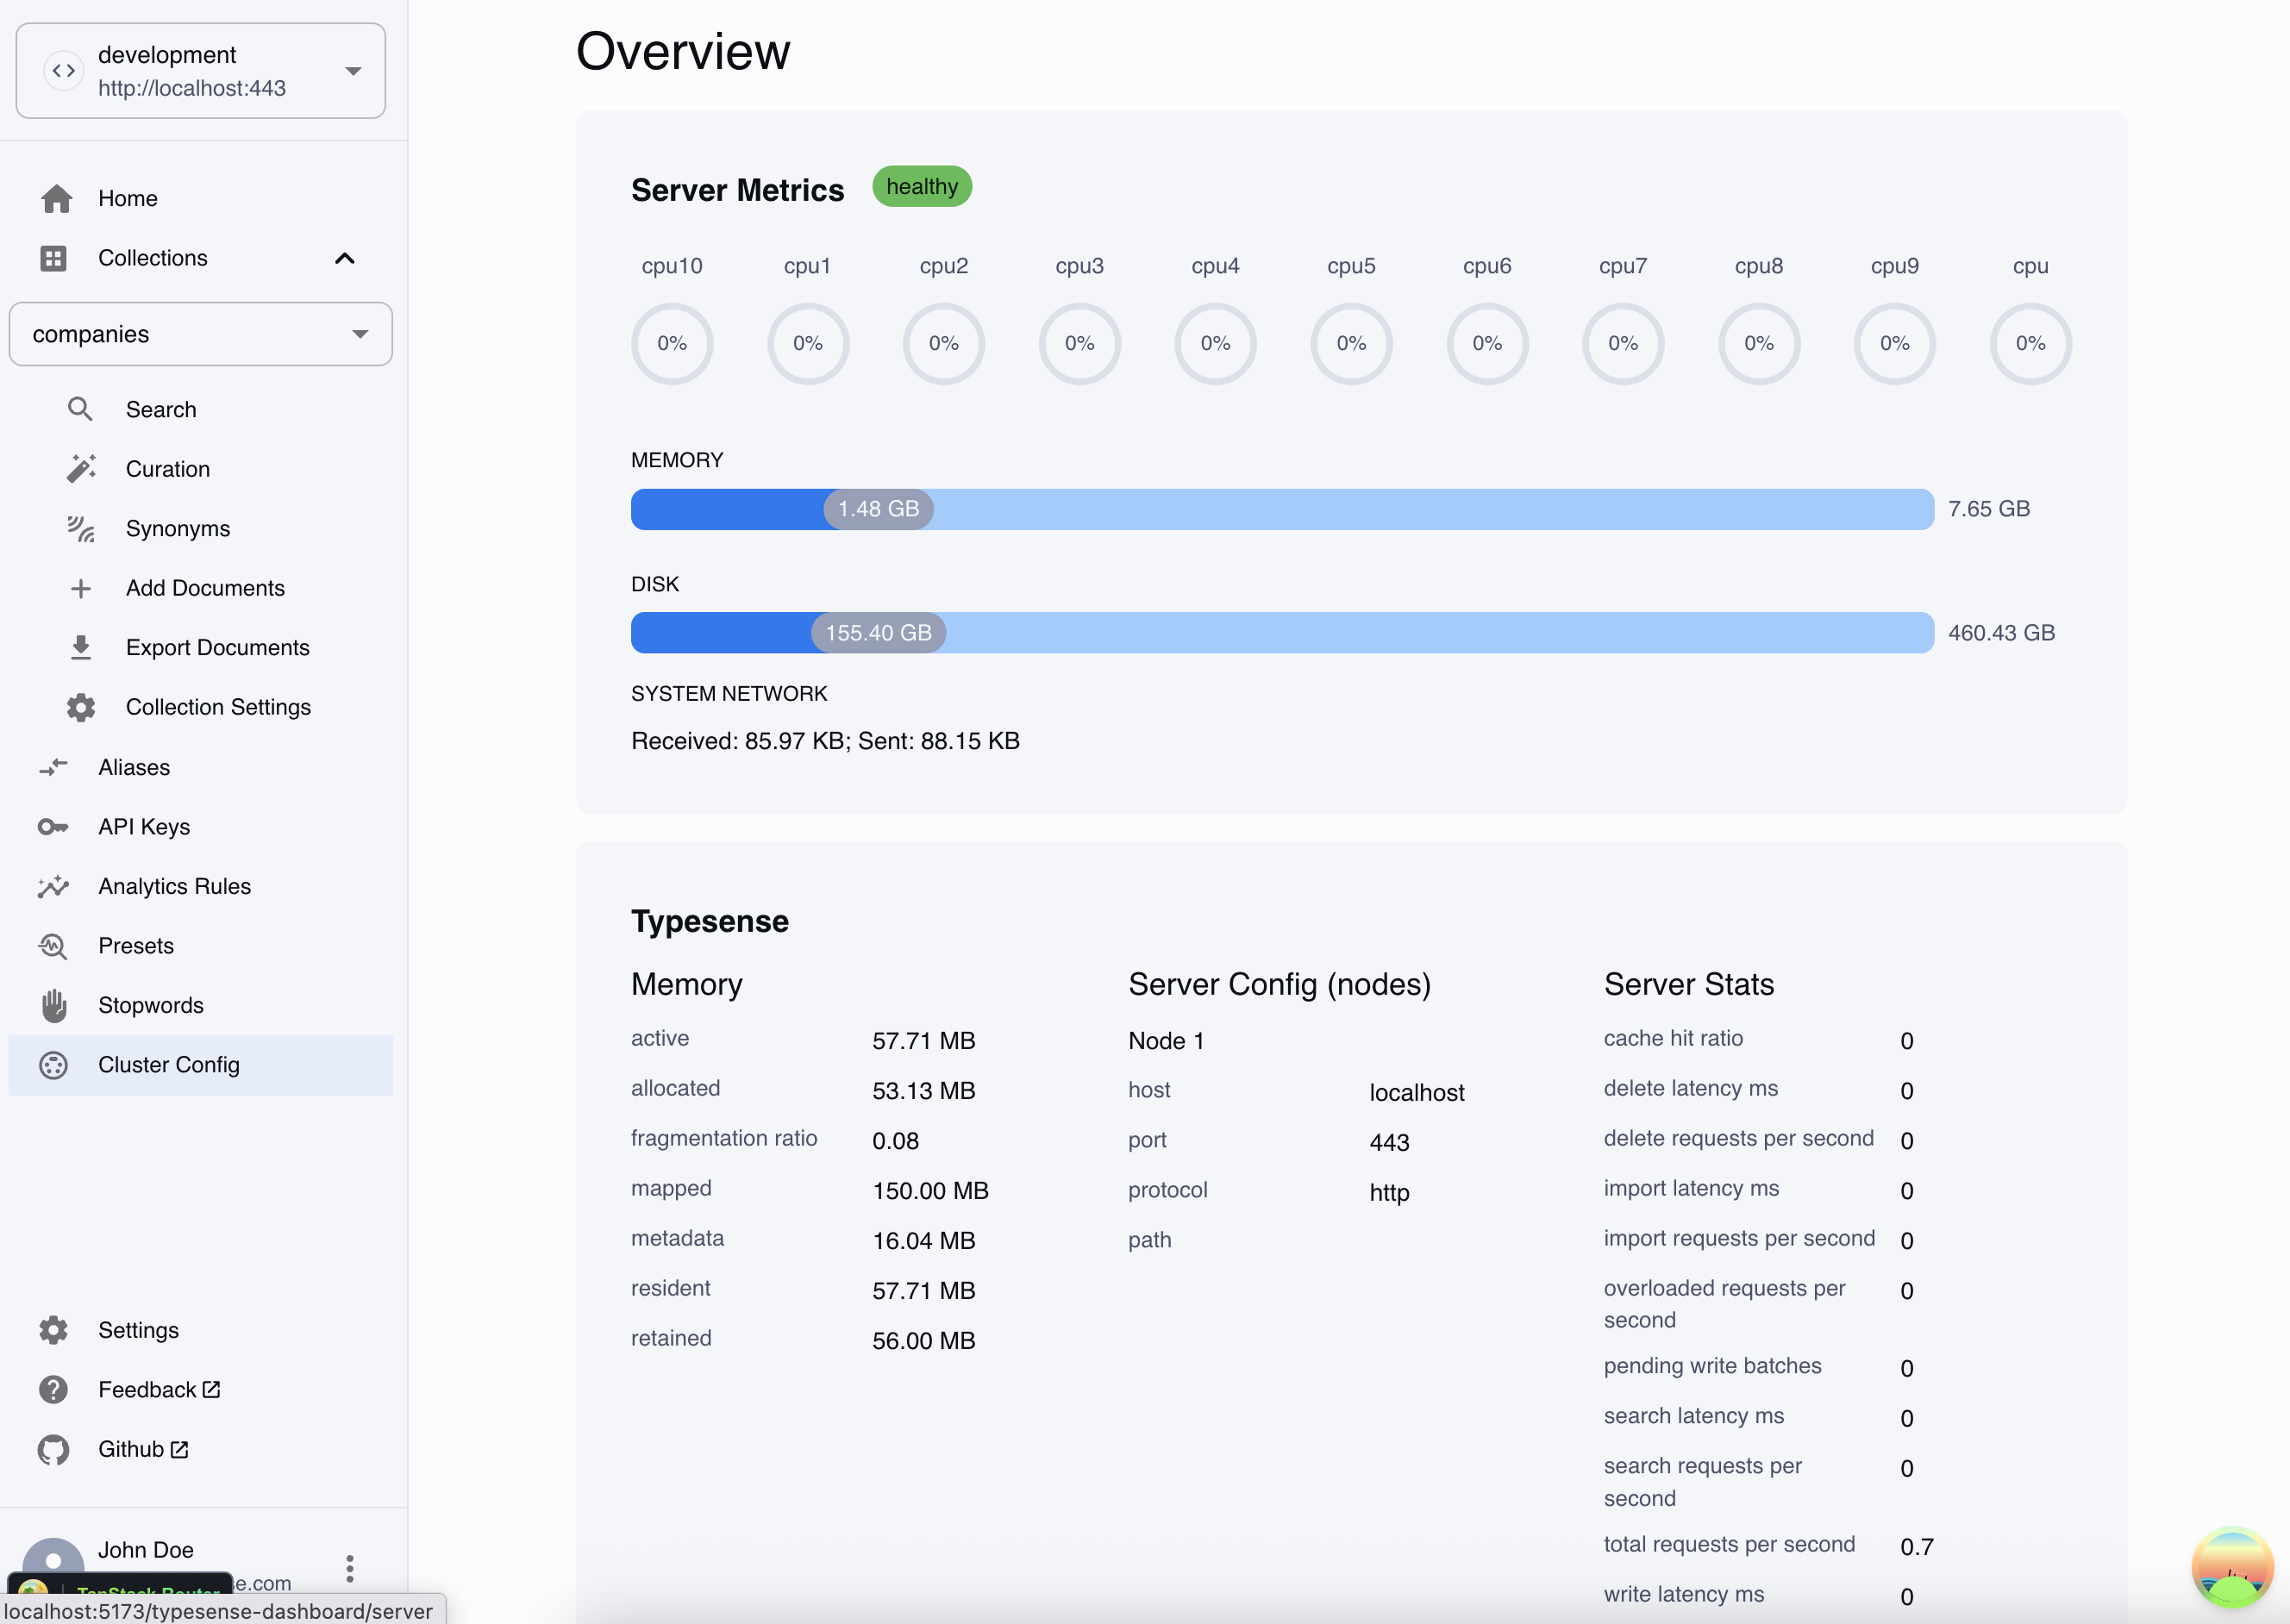 development
http://localhost:443
Home
Collections
companies
Search
Curation
Synonyms
Add Documents
Export Documents
Collection Settings
Aliases
API Keys
Analytics Rules
Presets
Stopwords
Cluster Config
Settings
Feedback
Github
John Doe
e.com
localhost:5173/typesense-dashboard/server
Overview
Server Metrics healthy
cpu10 cpu1 cpu2 cpu3 cpu4 cpu5 cpu6 cpu7 cpu8 cpu9 cpu
0% 0% 0% 0% 0% 0% 0% 0% 0% 0% 0%
MEMORY
1.48 GB 7.65 GB
DISK
155.40 GB 460.43 GB
SYSTEM NETWORK
Received: 85.97 KB; Sent: 88.15 KB
Typesense
Memory
active 57.71 MB
allocated 53.13 MB
fragmentation ratio 0.08
mapped 150.00 MB
metadata 16.04 MB
resident 57.71 MB
retained 56.00 MB
Server Config (nodes)
Node 1
host localhost
port 443
protocol http
path
Server Stats
cache hit ratio 0
delete latency ms 0
delete requests per second 0
import latency ms 0
import requests per second 0
overloaded requests per 0
second
pending write batches 0
search latency ms 0
search requests per 0
second
total requests per second 0.7
write latency ms 0